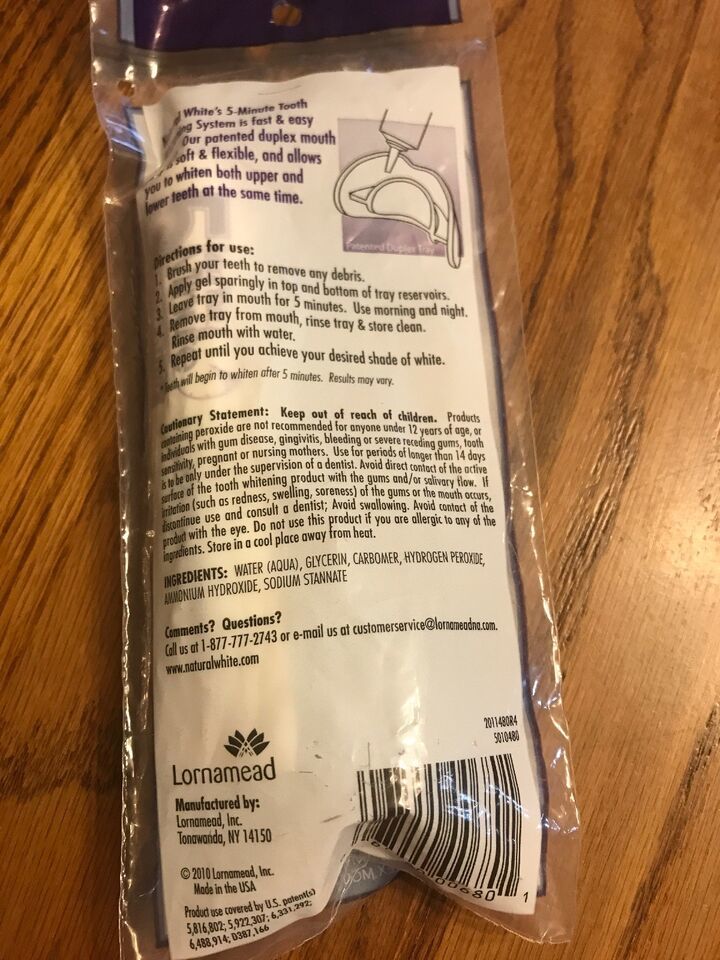 White's 5-Minute Tooth
System is fast & easy
Our patented duplex mouth
soft & flexible, and allows
you to whiten both upper and
lower teeth at the same time.
Patented Duplex Tray
Directions for use:
1. Brush your teeth to remove any debris.
2. Apply gel sparingly in top and bottom of tray reservoirs.
3. Leave tray in mouth for 5 minutes. Use morning and night.
4. Remove tray from mouth, rinse tray & store clean.
Rinse mouth with water.
5. Repeat until you achieve your desired shade of white.
* Teeth will begin to whiten after 5 minutes. Results may vary.
Cautionary Statement: Keep out of reach of children. Products
containing peroxide are not recommended for anyone under 12 years of age, or
individuals with gum disease, gingivitis, bleeding or severe receding gums, tooth
sensitivity, pregnant or nursing mothers. Use for periods of longer than 14 days
is to be only under the supervision of a dentist. Avoid direct contact of the active
surface of the tooth whitening product with the gums and/or salivary flow. If
irritation (such as redness, swelling, soreness) of the gums or the mouth occurs,
discontinue use and consult a dentist; Avoid swallowing. Avoid contact of the
product with the eye. Do not use this product if you are allergic to any of the
ingredients. Store in a cool place away from heat.
INGREDIENTS: WATER (AQUA), GLYCERIN, CARBOMER, HYDROGEN PEROXIDE,
AMMONIUM HYDROXIDE, SODIUM STANNATE
Comments? Questions?
Call us at 1-877-777-2743 or e-mail us at customerservice@lornameadna.com.
www.naturalwhite.com
2011480R4
5010480
Lornamead
Manufactured by:
Lornamead, Inc.
Tonawanda, NY 14150
© 2010 Lornamead, Inc.
Made in the USA
Product use covered by U.S. patent(s)
5,816,802; 5,922,307; 6,331,292;
6,488,914; D387,166
00680 1